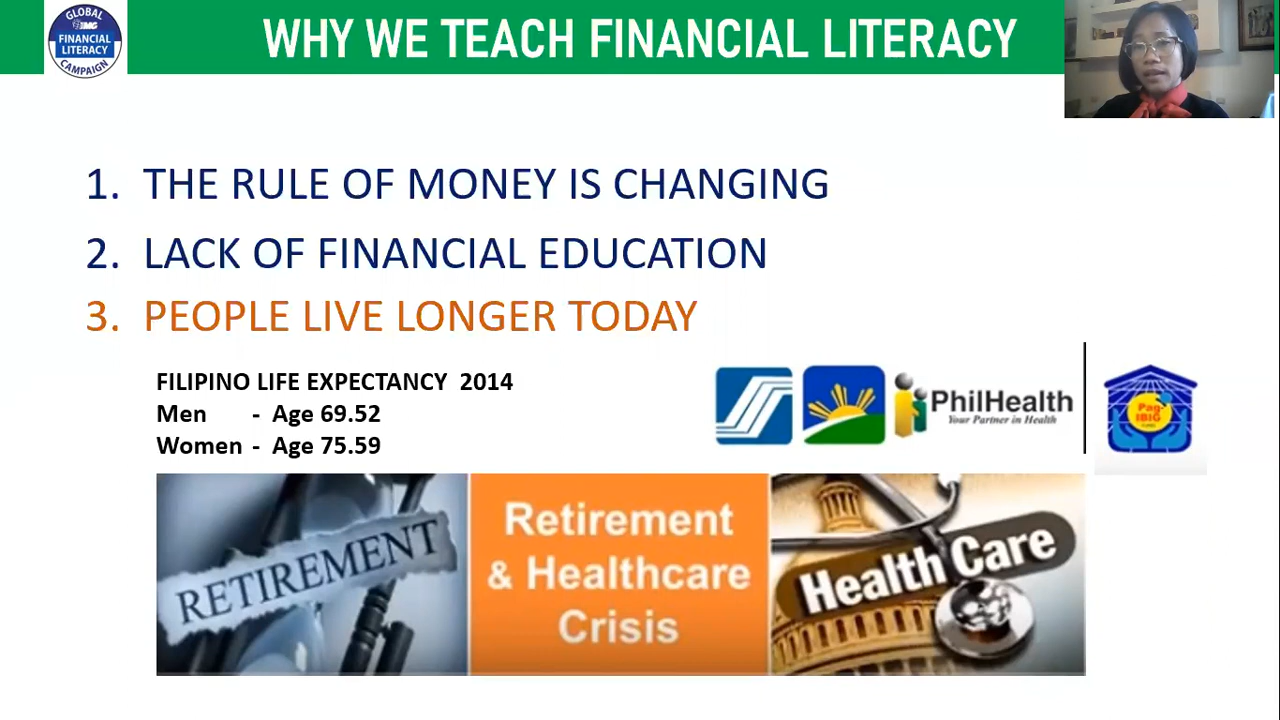 GLOBAL
IMG
FINANCIAL
LITERACY
CAMPAIGN
WHY WE TEACH FINANCIAL LITERACY
1. THE RULE OF MONEY IS CHANGING
2. LACK OF FINANCIAL EDUCATION
3. PEOPLE LIVE LONGER TODAY
FILIPINO LIFE EXPECTANCY 2014
Men - Age 69.52
Women - Age 75.59
PhilHealth
Your Partner in Health
Pag-
IBIG
RETIREMENT
Retirement
& Healthcare
Crisis
Health Care